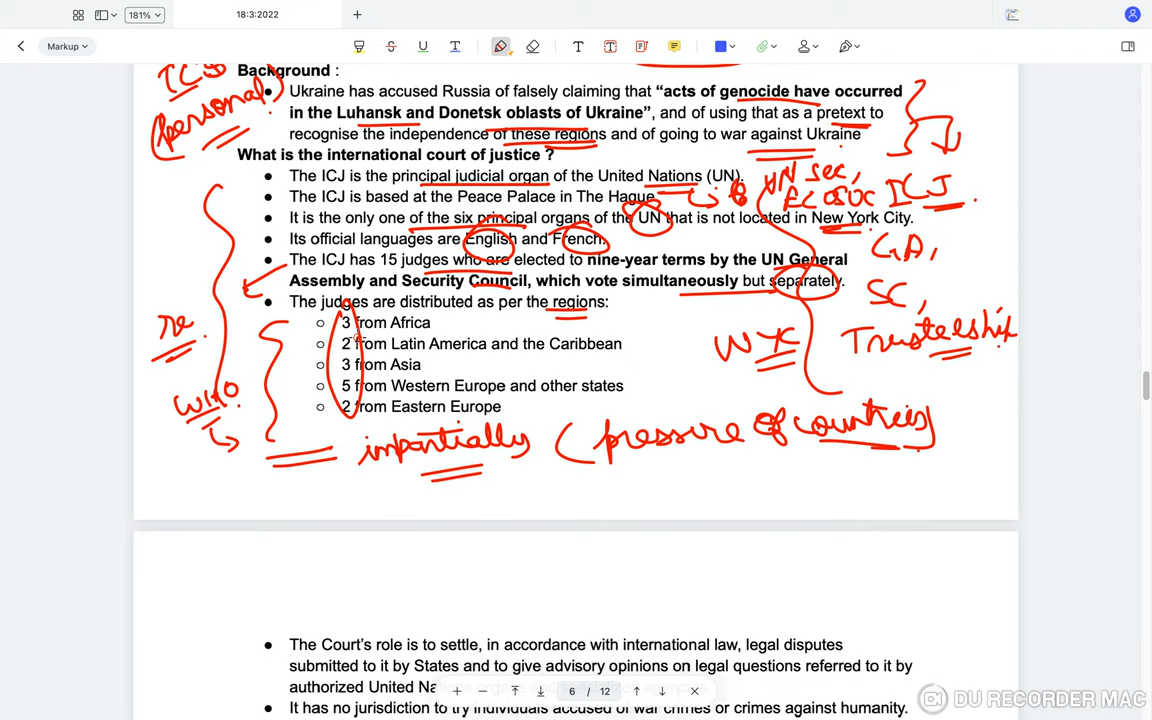 181%
18:3:2022
Markup
ICJ
(personal)
Background :
Ukraine has accused Russia of falsely claiming that “acts of genocide have occurred
in the Luhansk and Donetsk oblasts of Ukraine”, and of using that as a pretext to
recognise the independence of these regions and of going to war against Ukraine
What is the international court of justice ?
The ICJ is the principal judicial organ of the United Nations (UN).
UN sec,
The ICJ is based at the Peace Palace in The Hague
ECOSOC ICJ.
It is the only one of the six principal organs of the UN that is not located in New York City.
Its official languages are English and French.
GA,
The ICJ has 15 judges who are elected to nine-year terms by the UN General
Assembly and Security Council, which vote simultaneously but separately.
SC,
The judges are distributed as per the regions:
3 from Africa
re
Trusteeship
2 from Latin America and the Caribbean
NYC
3 from Asia
5 from Western Europe and other states
WHO
2 from Eastern Europe
impartially (pressure of countries)
The Court’s role is to settle, in accordance with international law, legal disputes
submitted to it by States and to give advisory opinions on legal questions referred to it by
authorized United
6 / 12
It has no jurisdiction to try individuals accused of war crimes or crimes against humanity.
DU RECORDER MAC